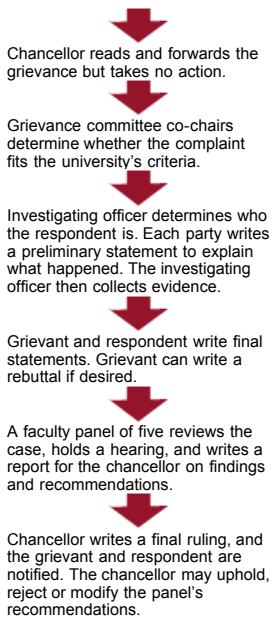 Chancellor reads and forwards the
grievance but takes no action.
Grievance committee co-chairs
determine whether the complaint
fits the university's criteria.
Investigating officer determines who
the respondent is. Each party writes
a preliminary statement to explain
what happened. The investigating
officer then collects evidence.
Grievant and respondent write final
statements. Grievant can write a
rebuttal if desired.
A faculty panel of five reviews the
case, holds a hearing, and writes a
report for the chancellor on findings
and recommendations.
Chancellor writes a final ruling, and
the grievant and respondent are
notified. The chancellor may uphold,
reject or modify the panel's
recommendations.